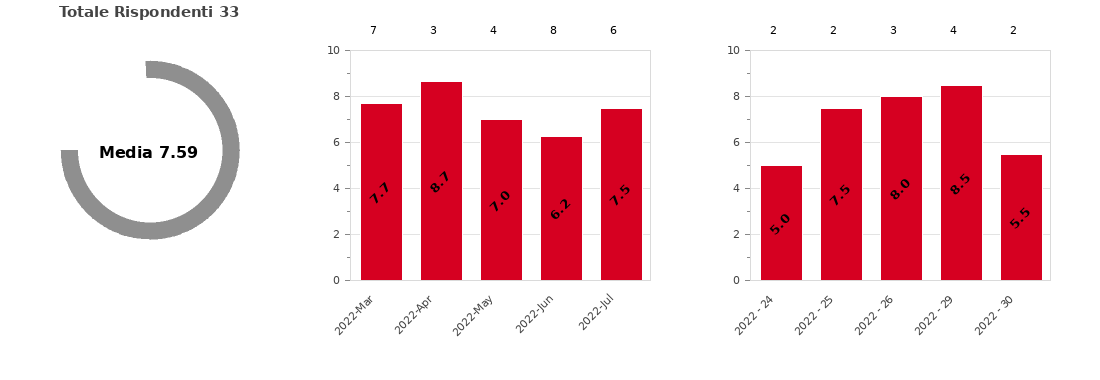 Totale Rispondenti 33
Media 7.59
7 3 4 8 6
10
8
6
4
2
0
7.7 8.7 7.0 6.2 7.5
2022-Mar 2022-Apr 2022-May 2022-Jun 2022-Jul
2 2 3 4 2
10
8
6
4
2
0
5.0 7.5 8.0 8.5 5.5
2022 - 24 2022 - 25 2022 - 26 2022 - 29 2022 - 30